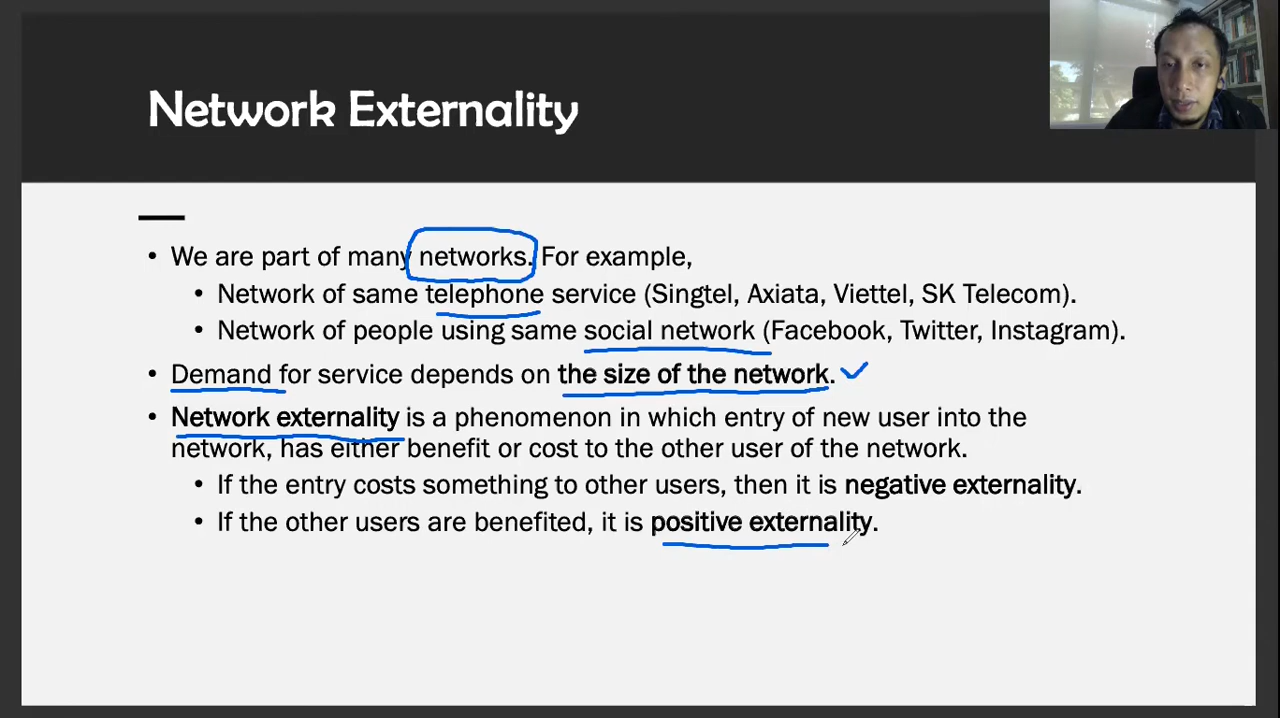 Network Externality
• We are part of many networks. For example,
• Network of same telephone service (Singtel, Axiata, Viettel, SK Telecom).
• Network of people using same social network (Facebook, Twitter, Instagram).
• Demand for service depends on the size of the network.
• Network externality is a phenomenon in which entry of new user into the
network, has either benefit or cost to the other user of the network.
• If the entry costs something to other users, then it is negative externality.
• If the other users are benefited, it is positive externality.